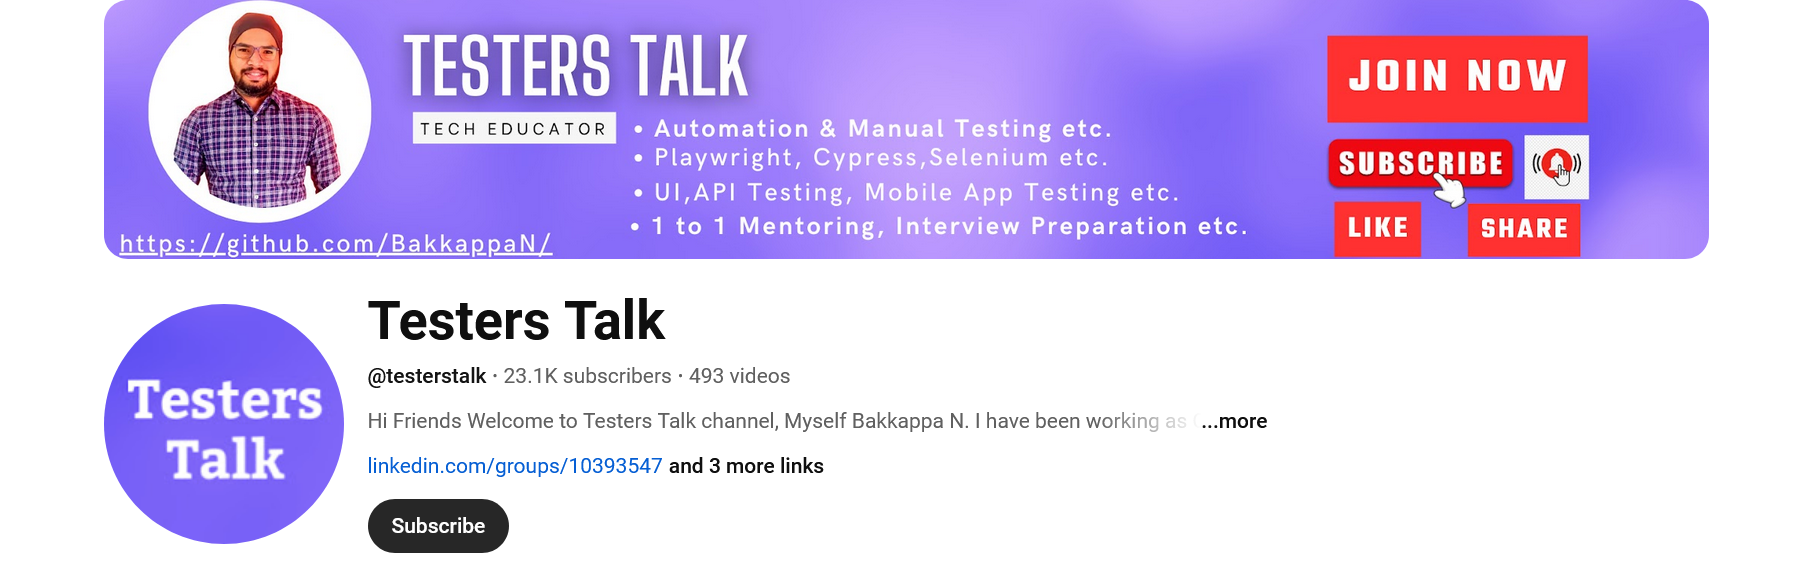 TESTERS TALK
TECH EDUCATOR
• Automation & Manual Testing etc.
• Playwright, Cypress,Selenium etc.
• UI,API Testing, Mobile App Testing etc.
• 1 to 1 Mentoring, Interview Preparation etc.
https://github.com/BakkappaN/
JOIN NOW
SUBSCRIBE
LIKE
SHARE
Testers
Talk
Testers Talk
@testerstalk · 23.1K subscribers · 493 videos
Hi Friends Welcome to Testers Talk channel, Myself Bakkappa N. I have been working as ...more
linkedin.com/groups/10393547 and 3 more links
Subscribe